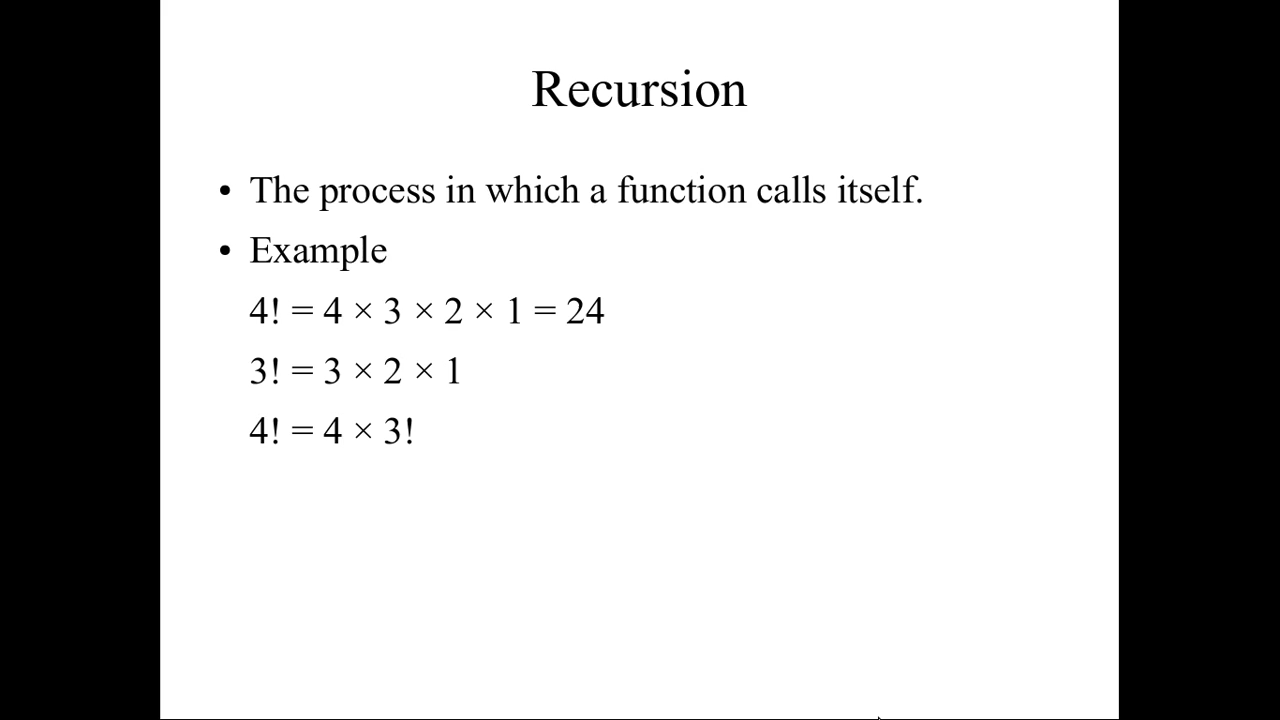 Recursion
• The process in which a function calls itself.
• Example
4! = 4 × 3 × 2 × 1 = 24
3! = 3 × 2 × 1
4! = 4 × 3!